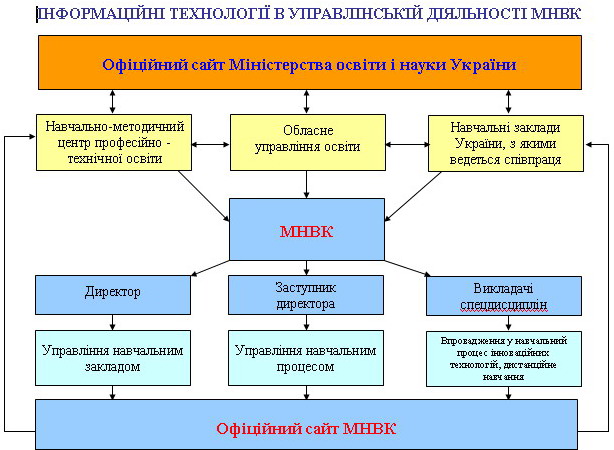 ІНФОРМАЦІЙНІ ТЕХНОЛОГІЇ В УПРАВЛІНСЬКІЙ ДІЯЛЬНОСТІ МНВК
Офіційний сайт Міністерства освіти і науки України
Навчально-методичний
центр професійно -
технічної освіти
Обласне
управління освіти
Навчальні заклади
України, з якими
ведеться співпраця
МНВК
Директор
Заступник
директора
Викладачі
спецдисциплін
Управління навчальним
закладом
Управління навчальним
процесом
Впровадження у навчальний
процес інноваційних
технологій, дистанційне
навчання
Офіційний сайт МНВК